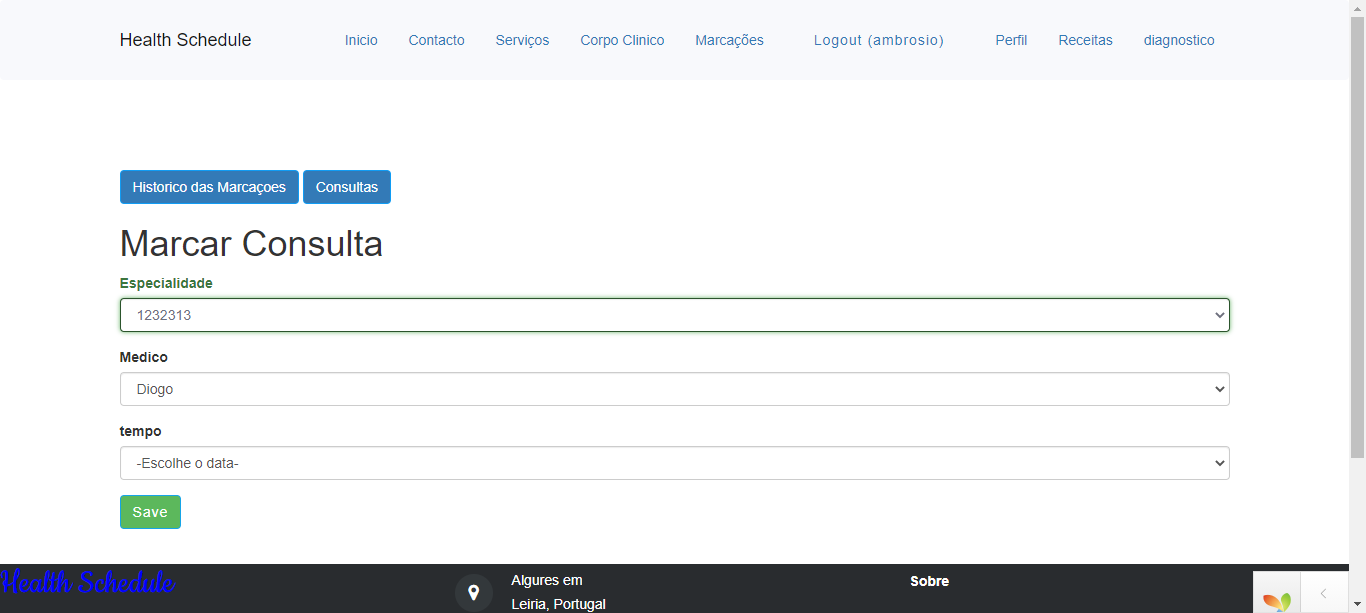 Health Schedule Inicio Contacto Serviços Corpo Clinico Marcações Logout (ambrosio) Perfil Receitas diagnostico
Historico das Marcaçoes Consultas
Marcar Consulta
Especialidade
1232313
Medico
Diogo
tempo
-Escolhe o data-
Save
Health Schedule
Algures em
Leiria, Portugal
Sobre